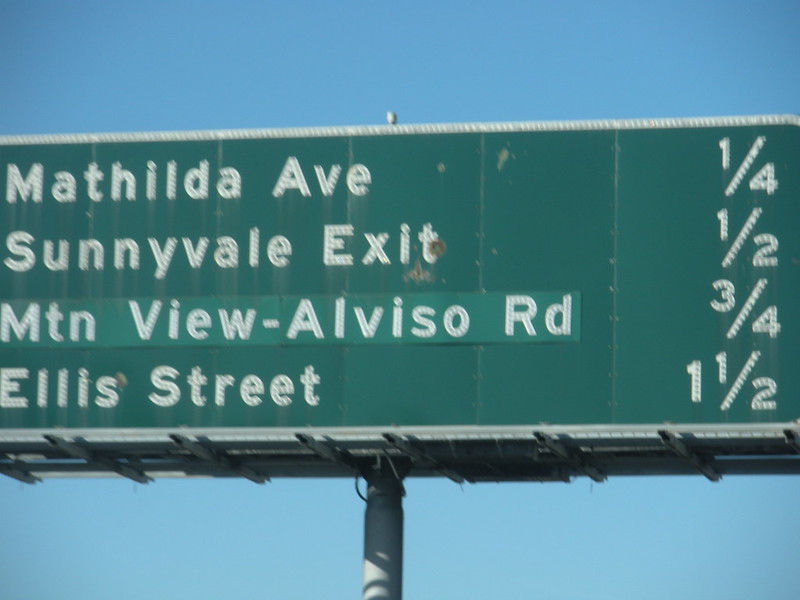 Mathilda Ave 1/4
Sunnyvale Exit 1/2
Mtn View-Alviso Rd 3/4
Ellis Street 1 1/2